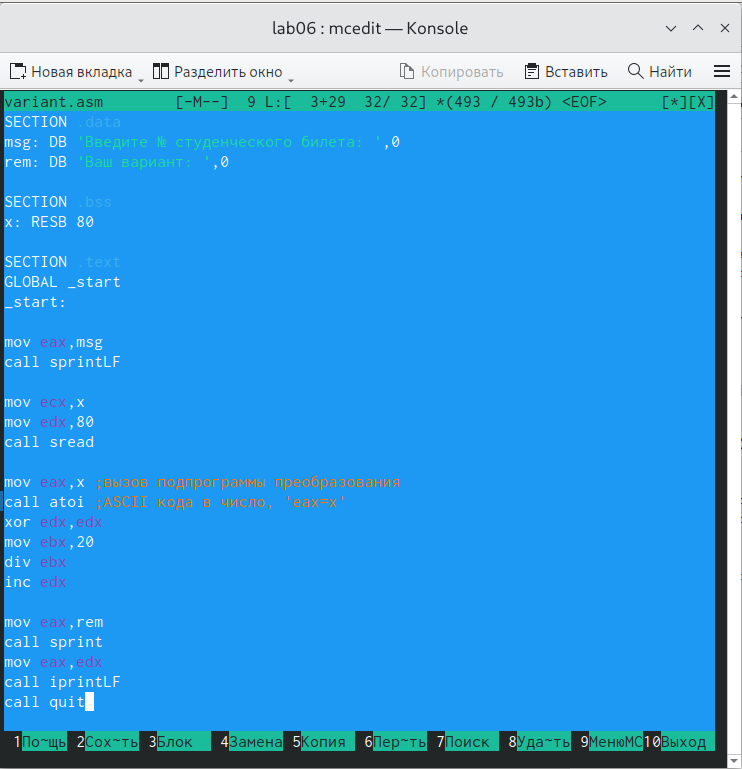 lab06 : mcedit — Konsole
Новая вкладка Разделить окно Копировать Вставить Найти
variant.asm [-M--] 9 L:[ 3+29 32/ 32] *(493 / 493b) <EOF> [*][X]
SECTION .data
msg: DB 'Введите № студенческого билета: ',0
rem: DB 'Ваш вариант: ',0
SECTION .bss
x: RESB 80
SECTION .text
GLOBAL _start
_start:
mov eax,msg
call sprintLF
mov ecx,x
mov edx,80
call sread
mov eax,x ;вызов подпрограммы преобразования
call atoi ;ASCII кода в число, 'eax=x'
xor edx,edx
mov ebx,20
div ebx
inc edx
mov eax,rem
call sprint
mov eax,edx
call iprintLF
call quit
1По~щь 2Сох~ть 3Блок 4Замена 5Копия 6Пер~ть 7Поиск 8Уда~ть 9МенюMC 10Выход